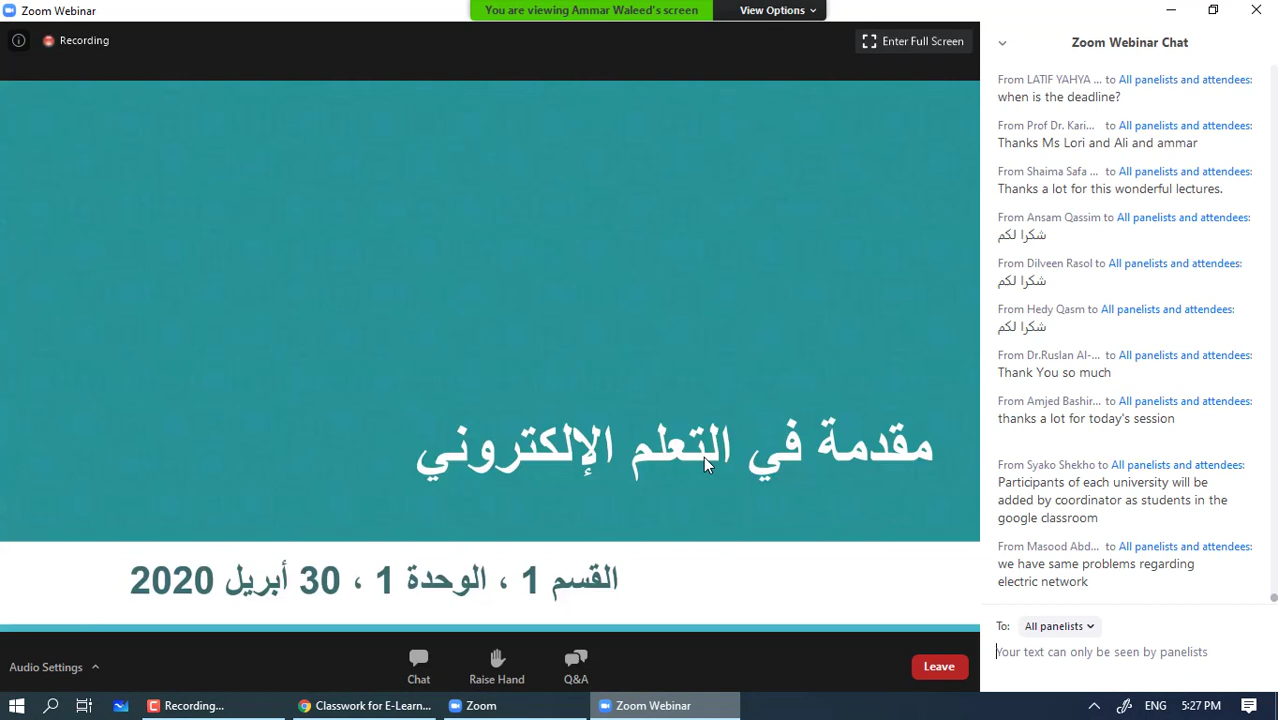 Zoom Webinar
You are viewing Ammar Waleed's screen
View Options
Recording
Enter Full Screen
مقدمة في التعلم الإلكتروني
القسم 1 ، الوحدة 1 ، 30 أبريل 2020
Audio Settings
Chat
Raise Hand
Q&A
Leave
Zoom Webinar Chat
From LATIF YAHYA ... to All panelists and attendees:
when is the deadline?
From Prof Dr. Kari... to All panelists and attendees:
Thanks Ms Lori and Ali and ammar
From Shaima Safa ... to All panelists and attendees:
Thanks a lot for this wonderful lectures.
From Ansam Qassim to All panelists and attendees:
شكرا لكم
From Dilveen Rasol to All panelists and attendees:
شكرا لكم
From Hedy Qasm to All panelists and attendees:
شكرا لكم
From Dr.Ruslan Al-... to All panelists and attendees:
Thank You so much
From Amjed Bashir... to All panelists and attendees:
thanks a lot for today's session
From Syako Shekho to All panelists and attendees:
Participants of each university will be
added by coordinator as students in the
google classroom
From Masood Abd... to All panelists and attendees:
we have same problems regarding
electric network
To: All panelists
Your text can only be seen by panelists
Recording...
Classwork for E-Learn...
Zoom
Zoom Webinar
5:27 PM